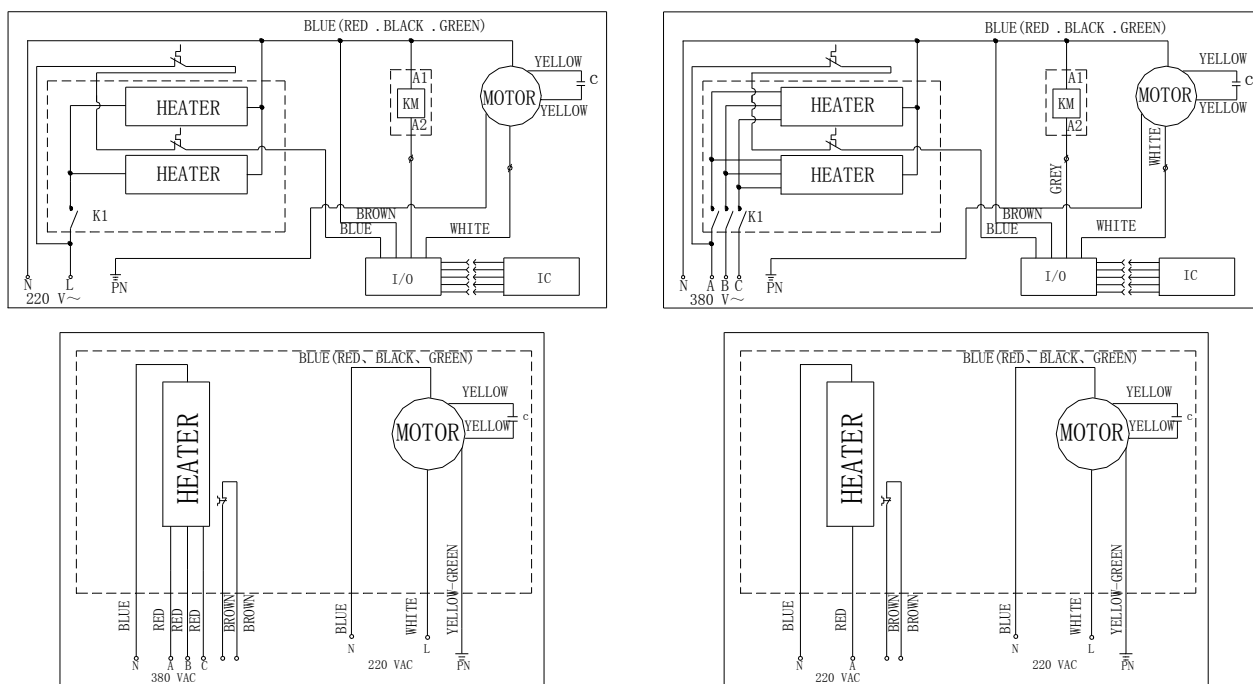 BLUE(RED .BLACK .GREEN)
YELLOW
C
A1
HEATER
KM
MOTOR
YELLOW
A2
HEATER
K1
BROWN
BLUE
WHITE
I/O
IC
N
L
PN
220 V～
BLUE(RED .BLACK.GREEN)
YELLOW
C
A1
HEATER
KM
MOTOR
YELLOW
A2
WHITE
HEATER
GREY
K1
BROWN
BLUE
WHITE
I/O
IC
N
A
B
C
PN
380 V～
BLUE(RED、BLACK、GREEN)
YELLOW
c
YELLOW
MOTOR
HEATER
BLUE
RED
RED
RED
BROWN
BROWN
BLUE
WHITE
YELLOW-GREEN
N
A
B
C
380 VAC
N
L
220 VAC
PN
BLUE(RED、BLACK、GREEN)
YELLOW
c
YELLOW
MOTOR
HEATER
BLUE
RED
BROWN
BROWN
BLUE
WHITE
YELLOW-GREEN
N
A
220 VAC
N
L
220 VAC
PN